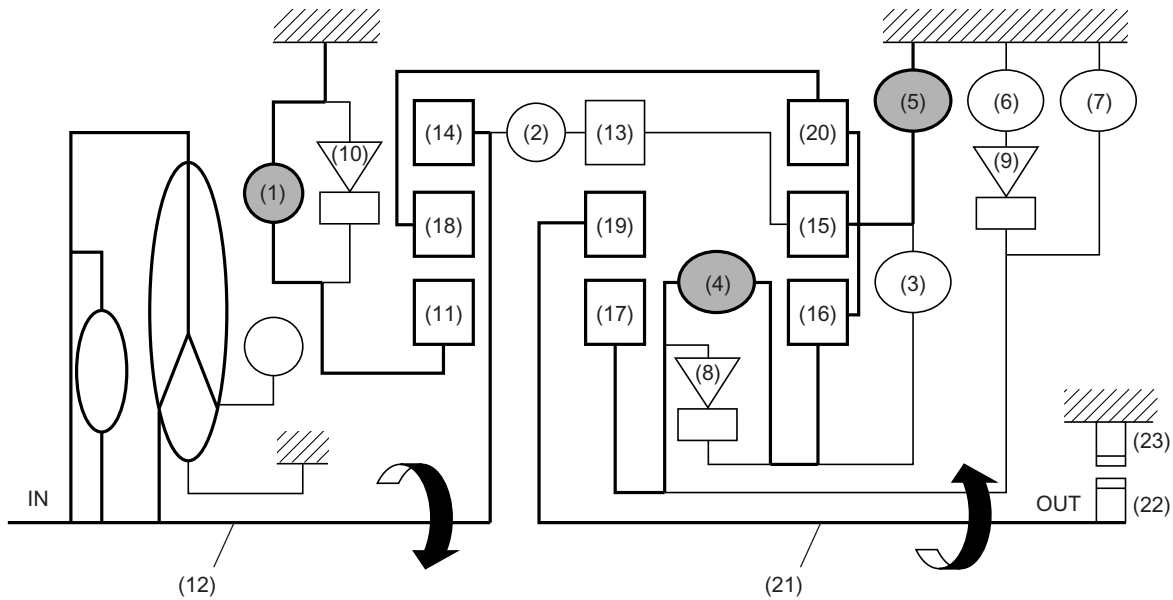 (5) (6) (7)
(14) (2) (13) (20)
(10) (9)
(1)
(18) (19) (15)
(4) (3)
(11) (17) (16)
(8)
(23)
IN OUT (22)
(12) (21)